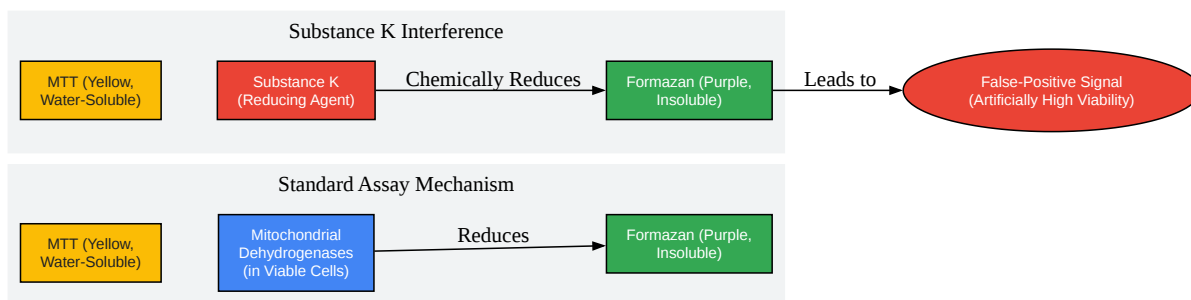 Substance K Interference
MTT (Yellow,
Water-Soluble)
Substance K
(Reducing Agent)
Chemically Reduces
Formazan (Purple,
Insoluble)
Leads to
False-Positive Signal
(Artificially High Viability)
Standard Assay Mechanism
MTT (Yellow,
Water-Soluble)
Mitochondrial
Dehydrogenases
(in Viable Cells)
Reduces
Formazan (Purple,
Insoluble)